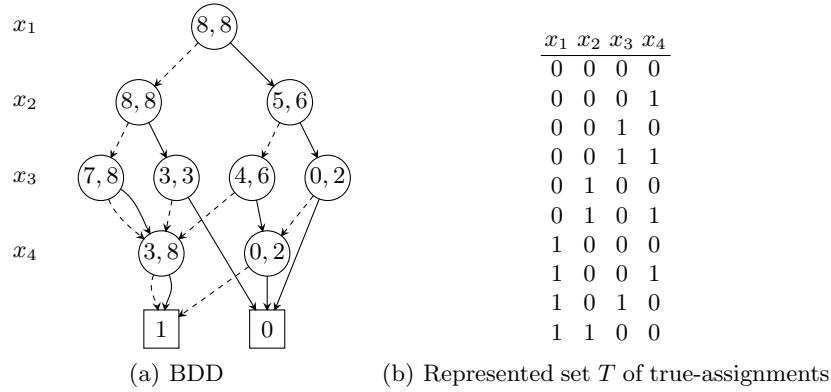 x₁ 8, 8
x₂ 8, 8 5, 6
x₃ 7, 8 3, 3 4, 6 0, 2
x₄ 3, 8 0, 2
1 0
(a) BDD
x₁ x₂ x₃ x₄
0 0 0 0
0 0 0 1
0 0 1 0
0 0 1 1
0 1 0 0
0 1 0 1
1 0 0 0
1 0 0 1
1 0 1 0
1 1 0 0
(b) Represented set T of true-assignments